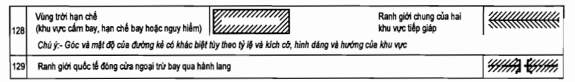 128
Vùng trời hạn chế
(khu vực cấm bay, hạn chế bay hoặc nguy hiểm)
Ranh giới chung của hai
khu vực tiếp giáp
Chú ý:- Góc và mật độ của đường kẻ có khác biệt tùy theo tỷ lệ và kích cỡ, hình dáng và hướng của khu vực
129
Ranh giới quốc tế đóng cửa ngoại trừ bay qua hành lang